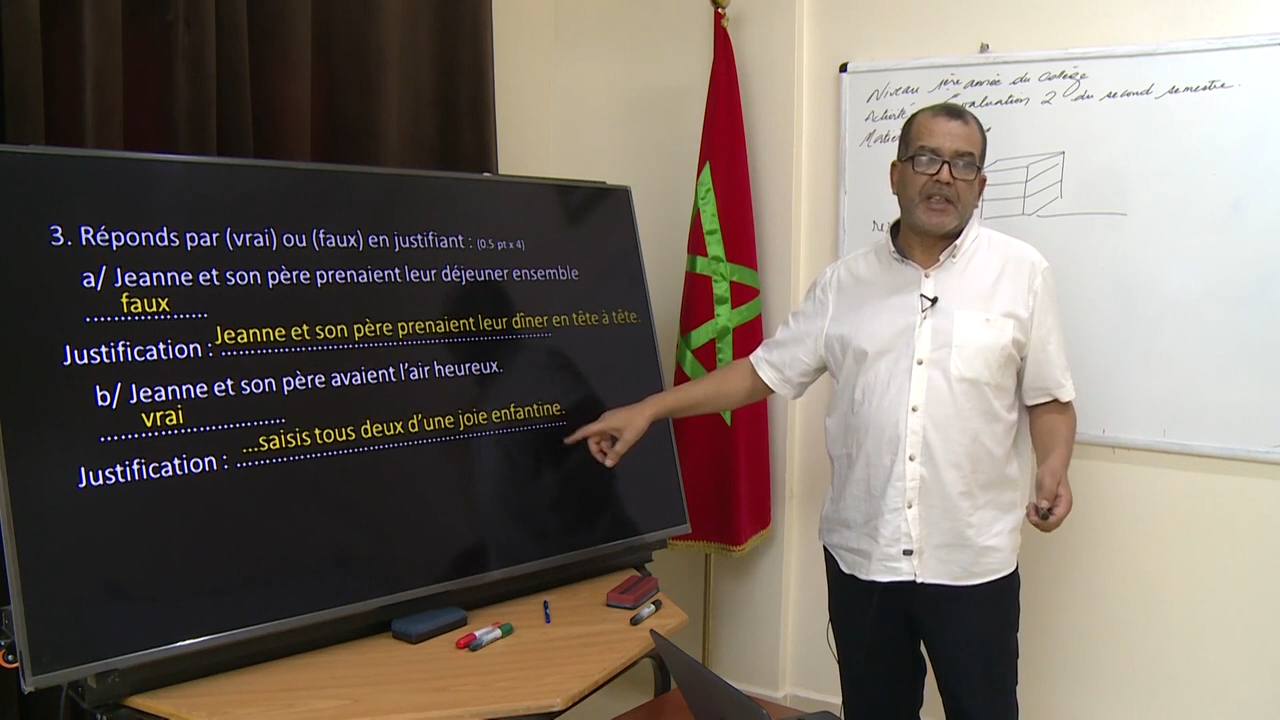 3. Réponds par (vrai) ou (faux) en justifiant : (0.5 pt x 4)
a/ Jeanne et son père prenaient leur déjeuner ensemble
faux
Justification : Jeanne et son père prenaient leur dîner en tête à tête.
b/ Jeanne et son père avaient l'air heureux.
vrai
Justification : ...saisis tous deux d'une joie enfantine.
Niveau 1ère année du collège
Activité Evaluation 2 du second semestre.